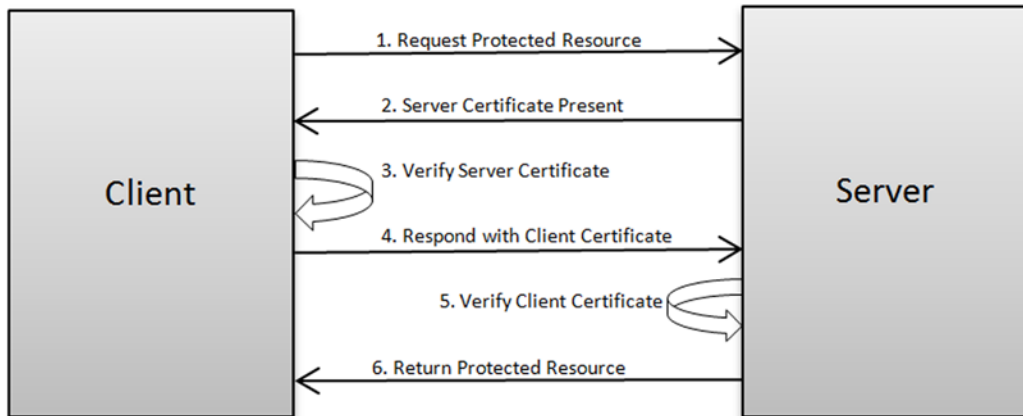 1. Request Protected Resource
2. Server Certificate Present
3. Verify Server Certificate
Client
Server
4. Respond with Client Certificate
5. Verify Client Certificate
6. Return Protected Resource